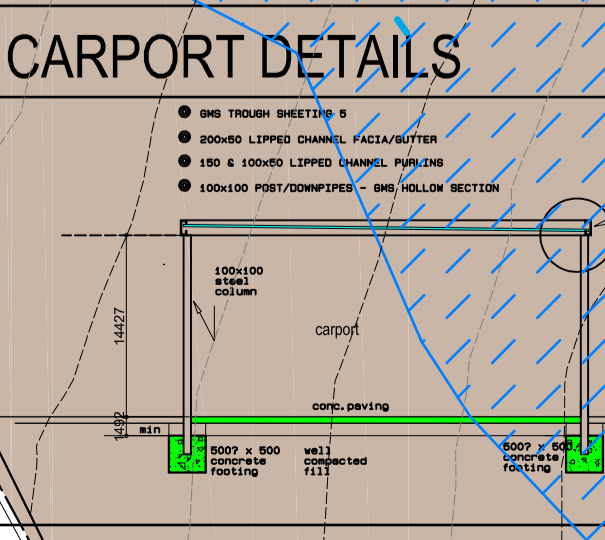 CARPORT DETAILS
GMS TROUGH SHEETING 5
200x50 LIPPED CHANNEL FACIA/GUTTER
150 & 100x50 LIPPED CHANNEL PURLINS
100x100 POST/DOWNPIPES - GMS HOLLOW SECTION
100x100
steel
column
14427
carport
conc.paving
1492
min
500? x 500
concrete
footing
well
compacted
fill
500? x 500
concrete
footing